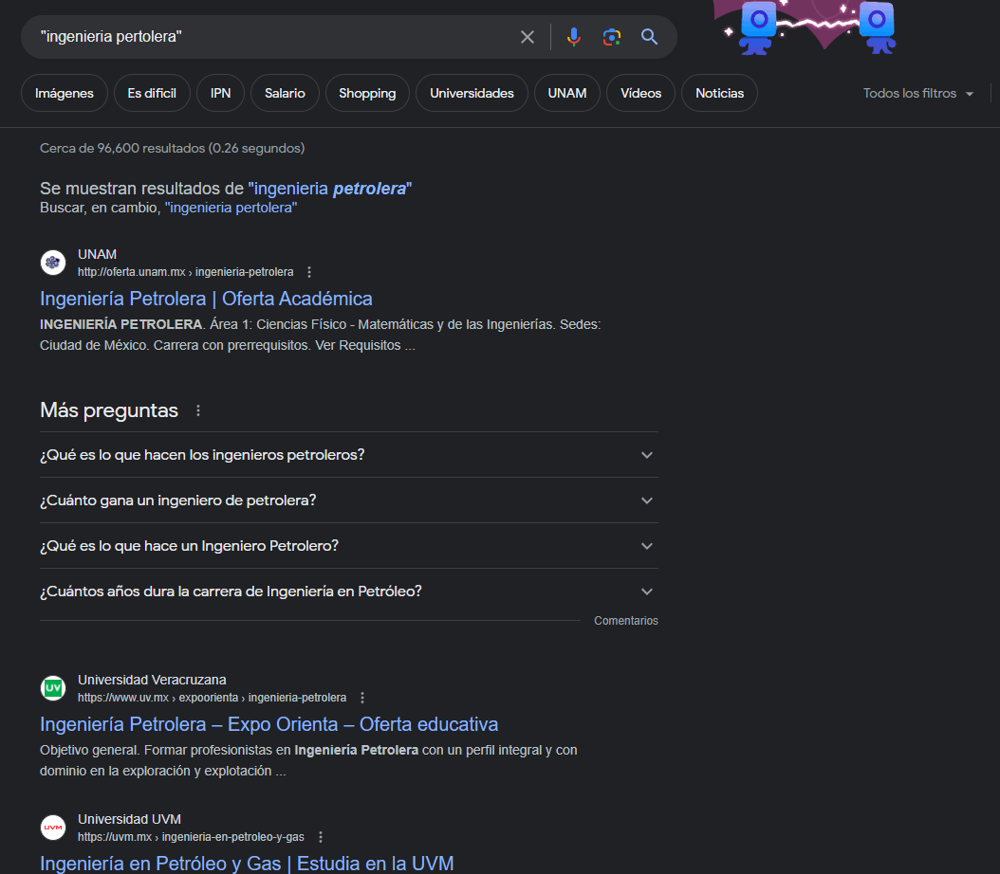 "ingenieria pertolera"
Imágenes Es dificil IPN Salario Shopping Universidades UNAM Vídeos Noticias Todos los filtros
Cerca de 96,600 resultados (0.26 segundos)
Se muestran resultados de "ingenieria petrolera"
Buscar, en cambio, "ingenieria pertolera"
UNAM
http://oferta.unam.mx › ingenieria-petrolera
Ingeniería Petrolera | Oferta Académica
INGENIERÍA PETROLERA. Área 1: Ciencias Físico - Matemáticas y de las Ingenierías. Sedes:
Ciudad de México. Carrera con prerrequisitos. Ver Requisitos ...
Más preguntas
¿Qué es lo que hacen los ingenieros petroleros?
¿Cuánto gana un ingeniero de petrolera?
¿Qué es lo que hace un Ingeniero Petrolero?
¿Cuántos años dura la carrera de Ingeniería en Petróleo?
Comentarios
UV
Universidad Veracruzana
https://www.uv.mx › expoorienta › ingenieria-petrolera
Ingeniería Petrolera – Expo Orienta – Oferta educativa
Objetivo general. Formar profesionistas en Ingeniería Petrolera con un perfil integral y con
dominio en la exploración y explotación ...
UVM
Universidad UVM
https://uvm.mx › ingenieria-en-petroleo-y-gas
Ingeniería en Petróleo y Gas | Estudia en la UVM